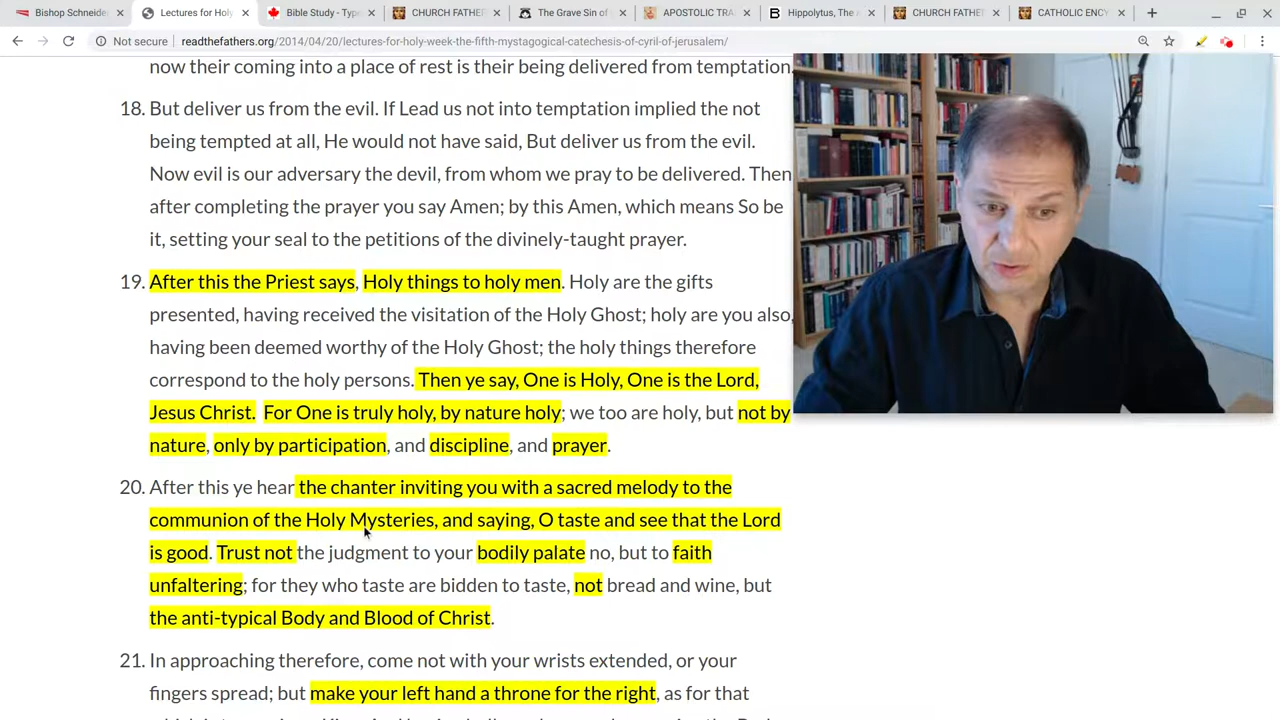 Bishop Schneide
Lectures for Holy
Bible Study - Type
CHURCH FATHE
The Grave Sin of
APOSTOLIC TRA
Hippolytus, The A
CHURCH FATHE
CATHOLIC ENCY
Not secure | readthefathers.org/2014/04/20/lectures-for-holy-week-the-fifth-mystagogical-catechesis-of-cyril-of-jerusalem/
now their coming into a place of rest is their being delivered from temptation.
18. But deliver us from the evil. If Lead us not into temptation implied the not
being tempted at all, He would not have said, But deliver us from the evil.
Now evil is our adversary the devil, from whom we pray to be delivered. Then
after completing the prayer you say Amen; by this Amen, which means So be
it, setting your seal to the petitions of the divinely-taught prayer.
19. After this the Priest says, Holy things to holy men. Holy are the gifts
presented, having received the visitation of the Holy Ghost; holy are you also,
having been deemed worthy of the Holy Ghost; the holy things therefore
correspond to the holy persons. Then ye say, One is Holy, One is the Lord,
Jesus Christ. For One is truly holy, by nature holy; we too are holy, but not by
nature, only by participation, and discipline, and prayer.
20. After this ye hear the chanter inviting you with a sacred melody to the
communion of the Holy Mysteries, and saying, O taste and see that the Lord
is good. Trust not the judgment to your bodily palate no, but to faith
unfaltering; for they who taste are bidden to taste, not bread and wine, but
the anti-typical Body and Blood of Christ.
21. In approaching therefore, come not with your wrists extended, or your
fingers spread; but make your left hand a throne for the right, as for that